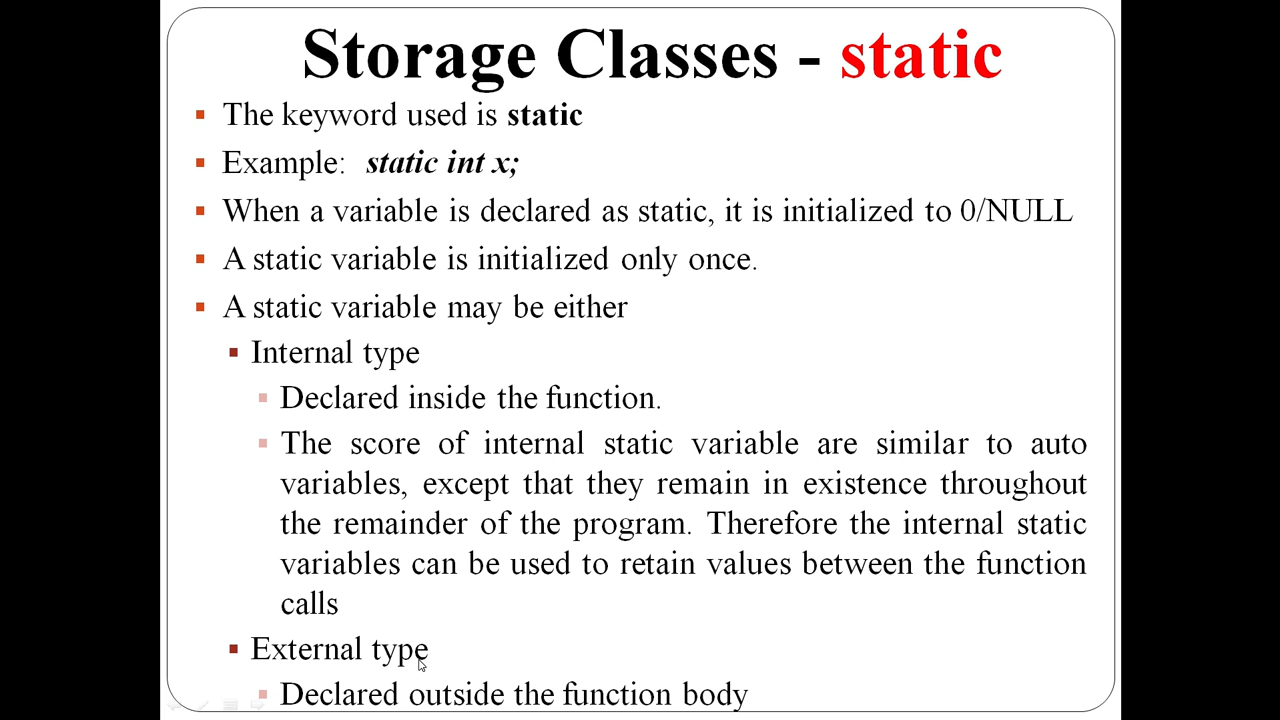 Storage Classes - static
The keyword used is static
Example: static int x;
When a variable is declared as static, it is initialized to 0/NULL
A static variable is initialized only once.
A static variable may be either
Internal type
Declared inside the function.
The score of internal static variable are similar to auto
variables, except that they remain in existence throughout
the remainder of the program. Therefore the internal static
variables can be used to retain values between the function
calls
External type
Declared outside the function body